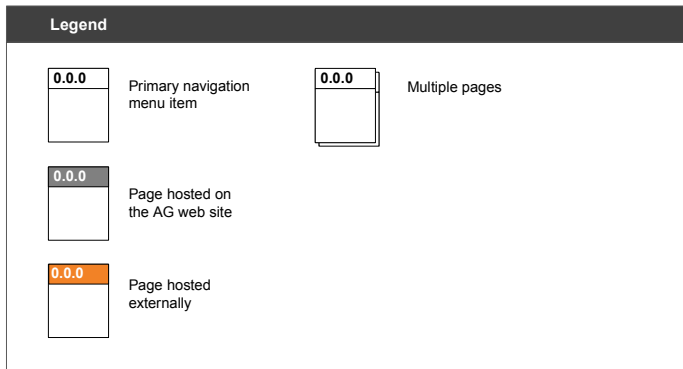 Legend
0.0.0
Primary navigation
menu item
0.0.0
Multiple pages
0.0.0
Page hosted on
the AG web site
0.0.0
Page hosted
externally